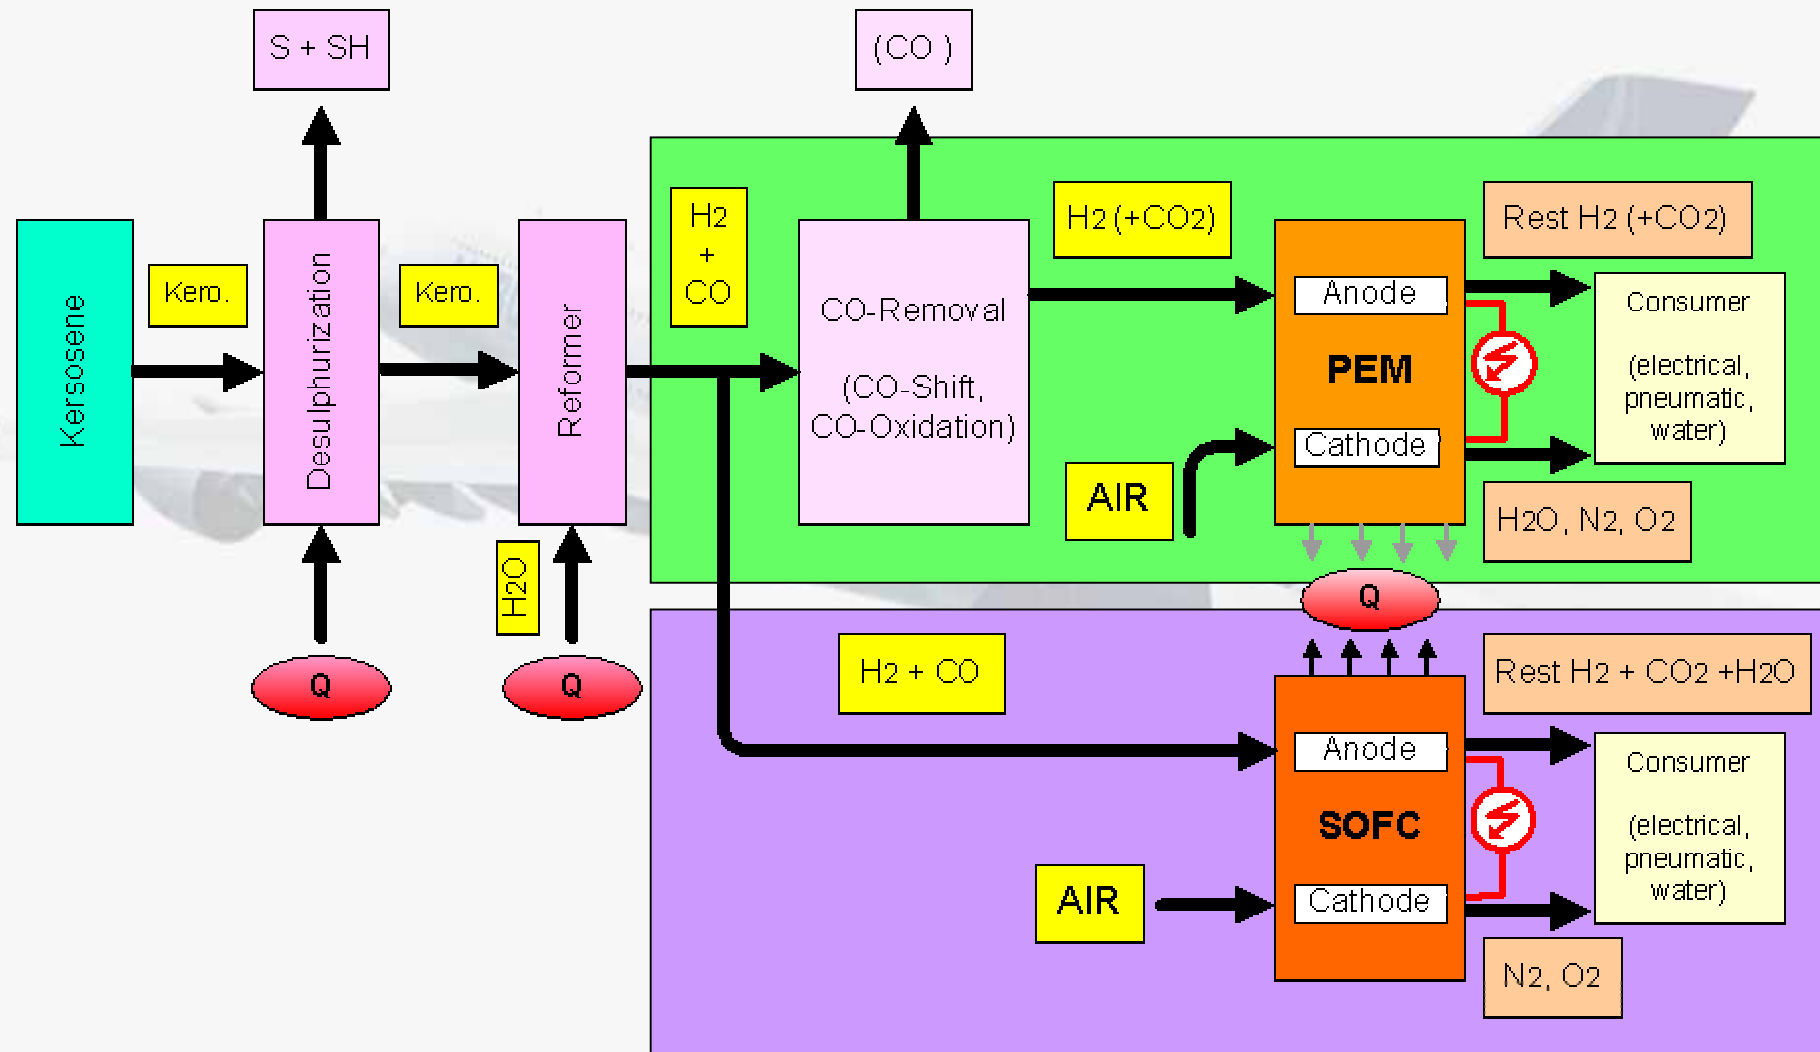 S + SH
(CO )
Kersosene
Kero.
Desulphurization
Kero.
Reformer
H2O
Q
Q
H2
+
CO
CO-Removal
(CO-Shift,
CO-Oxidation)
H2 (+CO2)
AIR
Anode
PEM
Cathode
Rest H2 (+CO2)
Consumer
(electrical,
pneumatic,
water)
H2O, N2, O2
Q
H2 + CO
AIR
Anode
SOFC
Cathode
Rest H2 + CO2 +H2O
Consumer
(electrical,
pneumatic,
water)
N2, O2